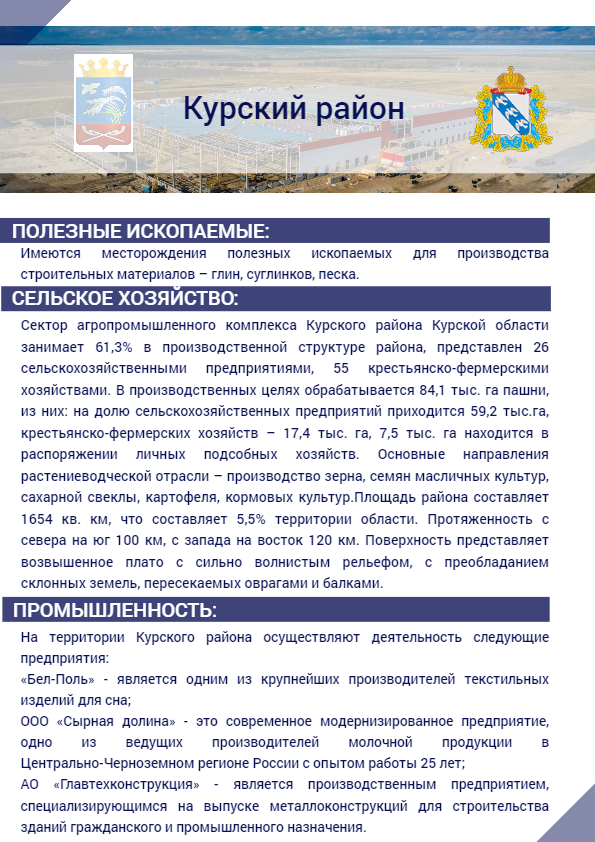 Курский район
ПОЛЕЗНЫЕ ИСКОПАЕМЫЕ:
Имеются месторождения полезных ископаемых для производства
строительных материалов – глин, суглинков, песка.
СЕЛЬСКОЕ ХОЗЯЙСТВО:
Сектор агропромышленного комплекса Курского района Курской области
занимает 61,3% в производственной структуре района, представлен 26
сельскохозяйственными предприятиями, 55 крестьянско-фермерскими
хозяйствами. В производственных целях обрабатывается 84,1 тыс. га пашни,
из них: на долю сельскохозяйственных предприятий приходится 59,2 тыс.га,
крестьянско-фермерских хозяйств – 17,4 тыс. га, 7,5 тыс. га находится в
распоряжении личных подсобных хозяйств. Основные направления
растениеводческой отрасли – производство зерна, семян масличных культур,
сахарной свеклы, картофеля, кормовых культур.Площадь района составляет
1654 кв. км, что составляет 5,5% территории области. Протяженность с
севера на юг 100 км, с запада на восток 120 км. Поверхность представляет
возвышенное плато с сильно волнистым рельефом, с преобладанием
склонных земель, пересекаемых оврагами и балками.
ПРОМЫШЛЕННОСТЬ:
На территории Курского района осуществляют деятельность следующие
предприятия:
«Бел-Поль» - является одним из крупнейших производителей текстильных
изделий для сна;
ООО «Сырная долина» - это современное модернизированное предприятие,
одно из ведущих производителей молочной продукции в
Центрально-Черноземном регионе России с опытом работы 25 лет;
АО «Главтехконструкция» - является производственным предприятием,
специализирующимся на выпуске металлоконструкций для строительства
зданий гражданского и промышленного назначения.